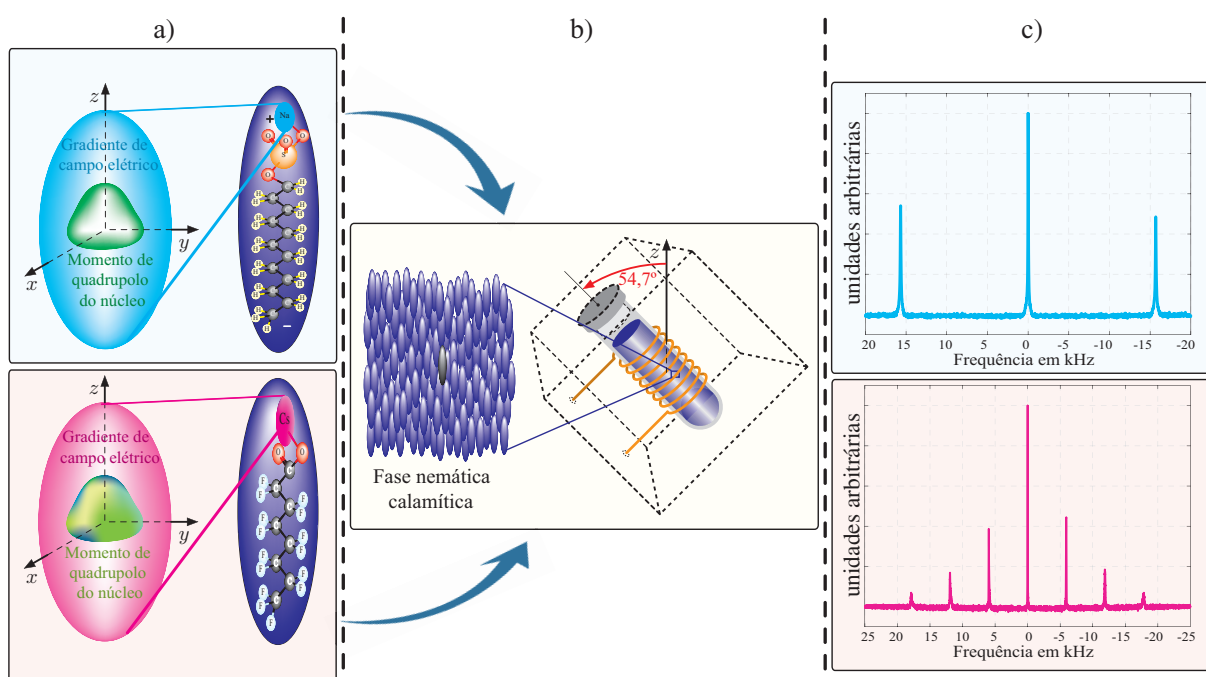 a)
b)
c)
z
Gradiente de
campo elétrico
y
x
Momento de
quadrupolo
do núcleo
+
Na
O
O
O
S
O
C
H
H
−
z
Gradiente de
campo elétrico
y
x
Momento de
quadrupolo
do núcleo
Cs
O
O
C
F
F
z
54,7º
Fase nemática
calamítica
unidades arbitrárias
20 15 10 5 0 -5 -10 -15 -20
Frequência em kHz
unidades arbitrárias
25 20 15 10 5 0 -5 -10 -15 -20 -25
Frequência em kHz